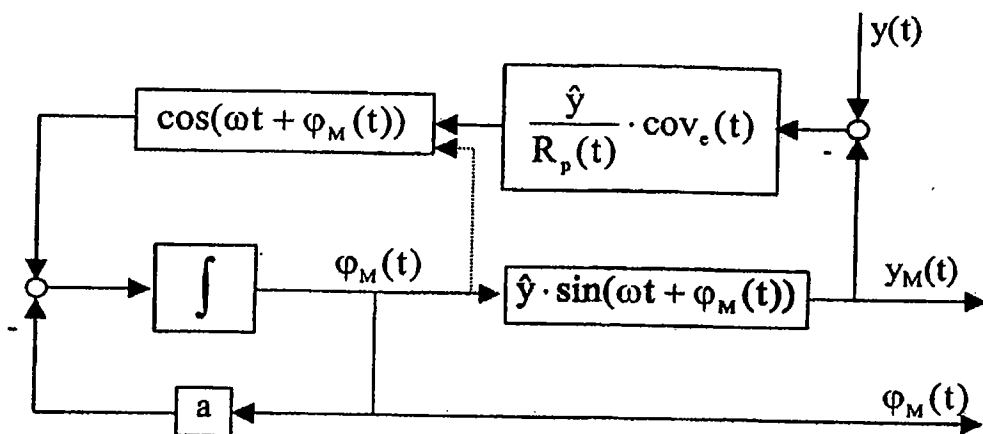 y(t)
cos(ωt + φ_M(t))
ŷ / R_p(t) · cov_e(t)
-
∫
φ_M(t)
ŷ · sin(ωt + φ_M(t))
y_M(t)
-
a
φ_M(t)